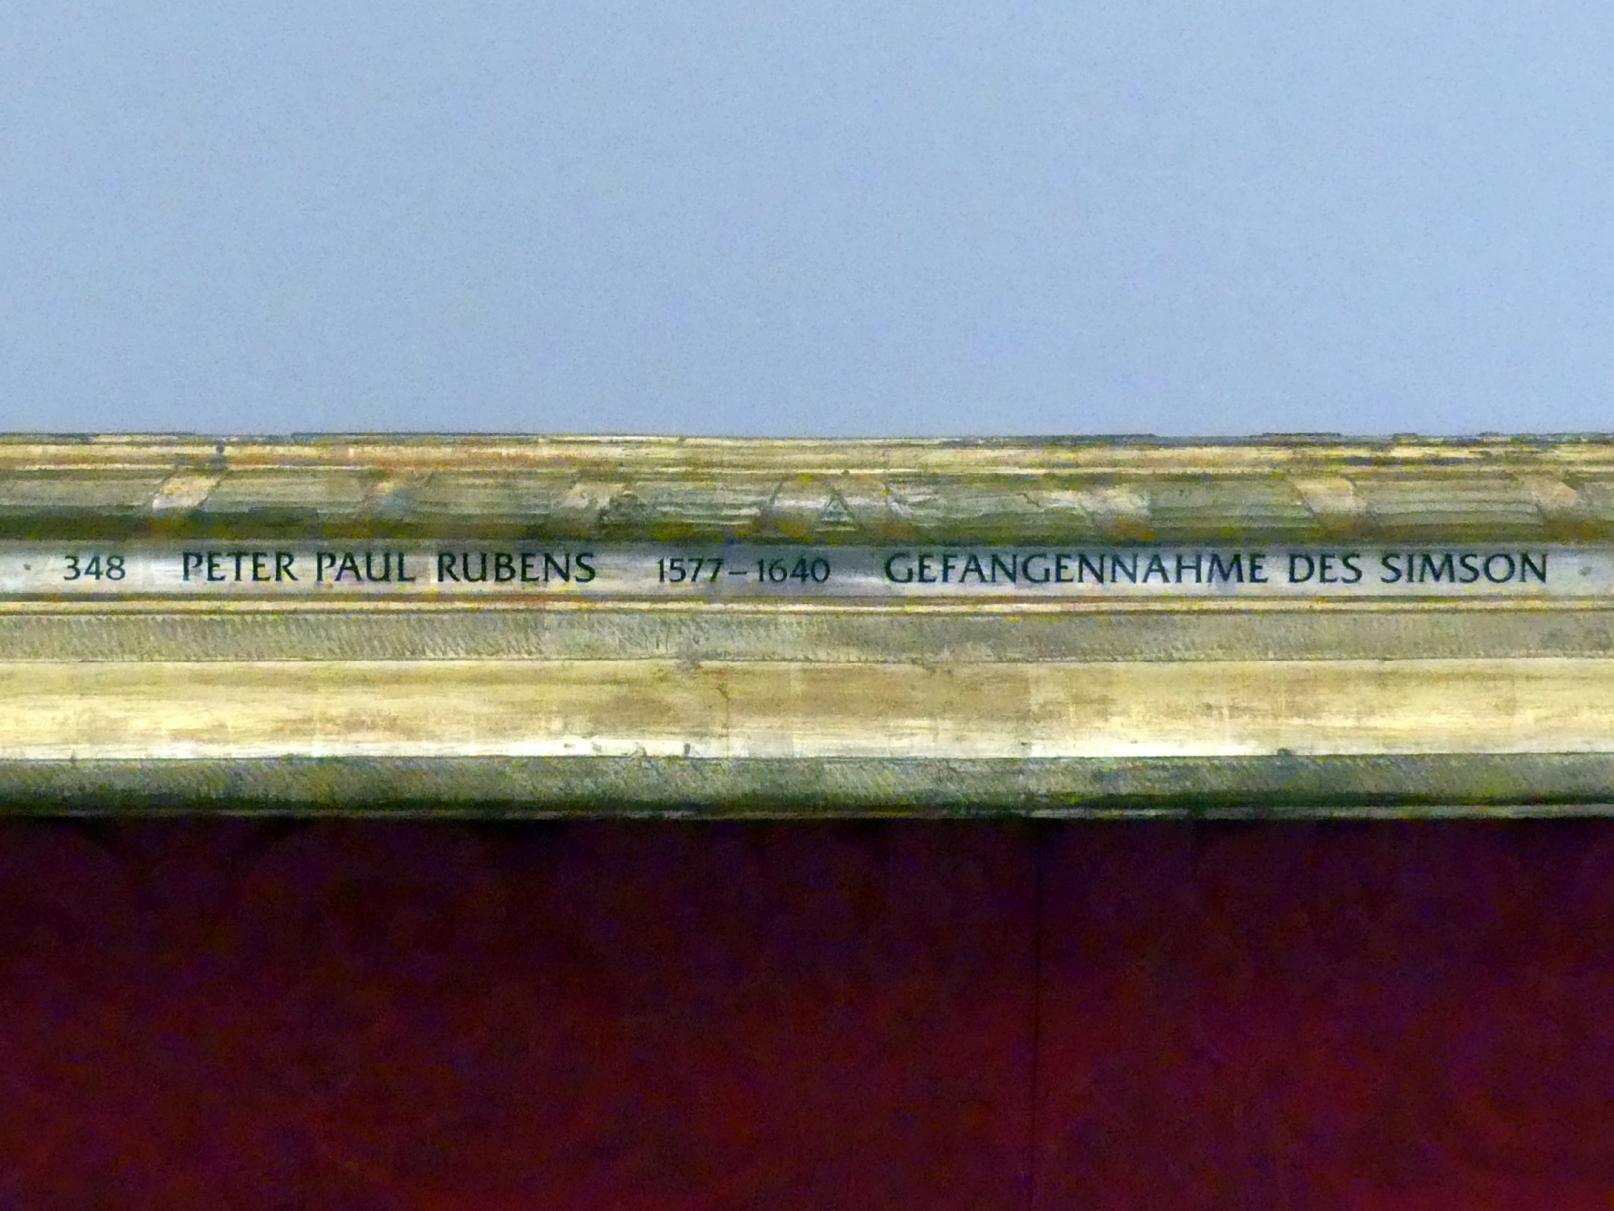 348 PETER PAUL RUBENS 1577–1640 GEFANGENNAHME DES SIMSON